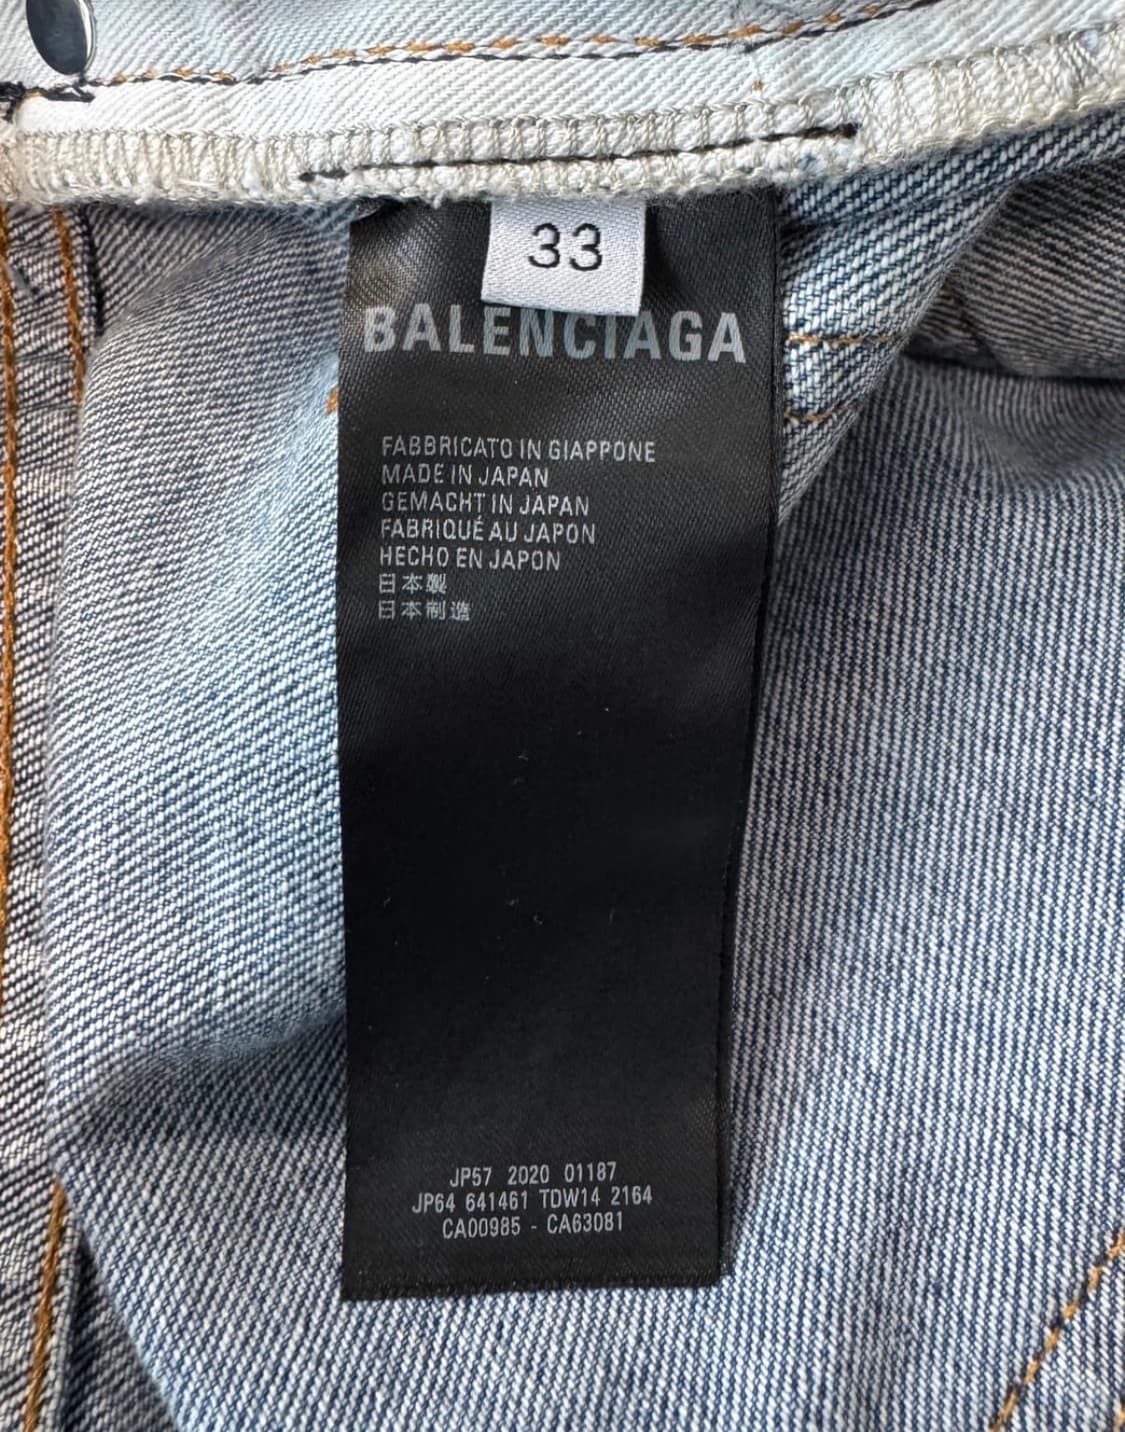 33
BALENCIAGA
FABBRICATO IN GIAPPONE
MADE IN JAPAN
GEMACHT IN JAPAN
FABRIQUÉ AU JAPON
HECHO EN JAPON
日本製
日本制造
JP57 2020 01187
JP64 641461 TDW14 2164
CA00985 - CA63081